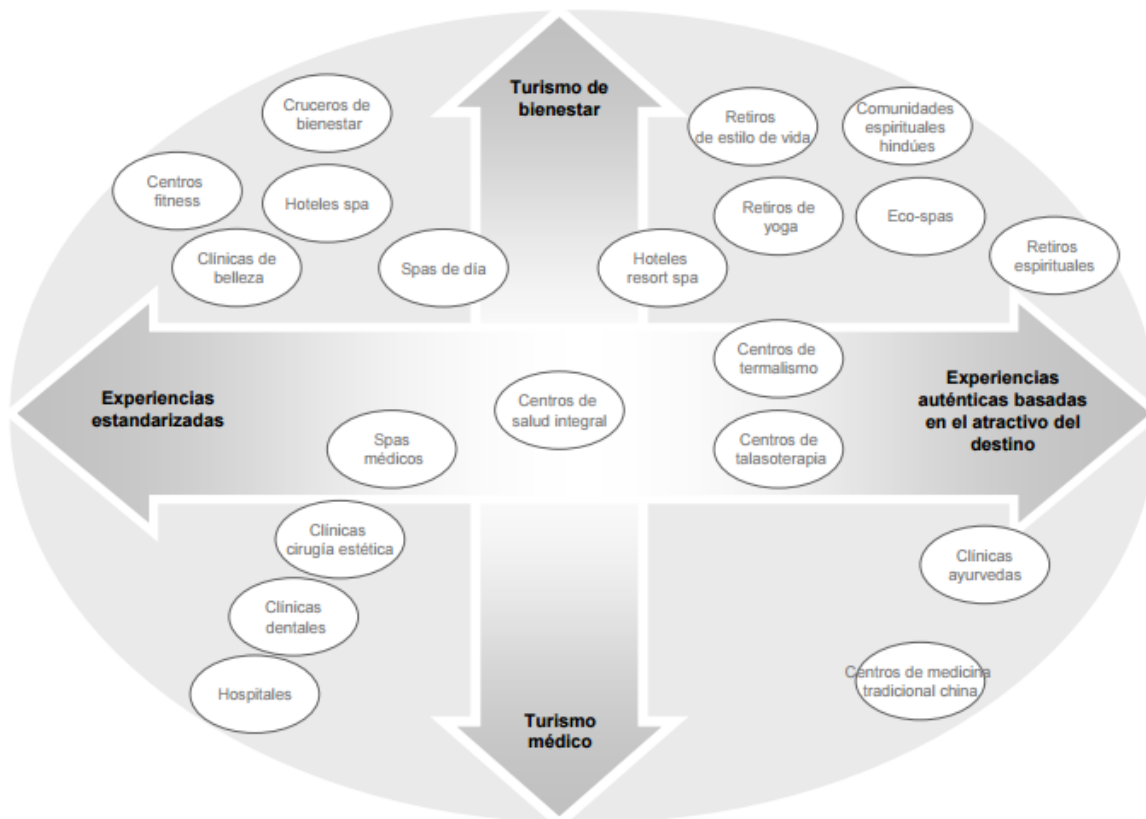 Turismo de
bienestar
Cruceros de
bienestar
Retiros
de estilo de vida
Comunidades
espirituales
hindúes
Centros
fitness
Hoteles spa
Retiros de
yoga
Eco-spas
Clínicas de
belleza
Spas de día
Hoteles
resort spa
Retiros
espirituales
Centros de
termalismo
Experiencias
estandarizadas
Centros de
salud integral
Experiencias
auténticas basadas
en el atractivo del
destino
Spas
médicos
Centros de
talasoterapia
Clínicas
cirugía estética
Clínicas
ayurvedas
Clínicas
dentales
Hospitales
Centros de medicina
tradicional china
Turismo
médico